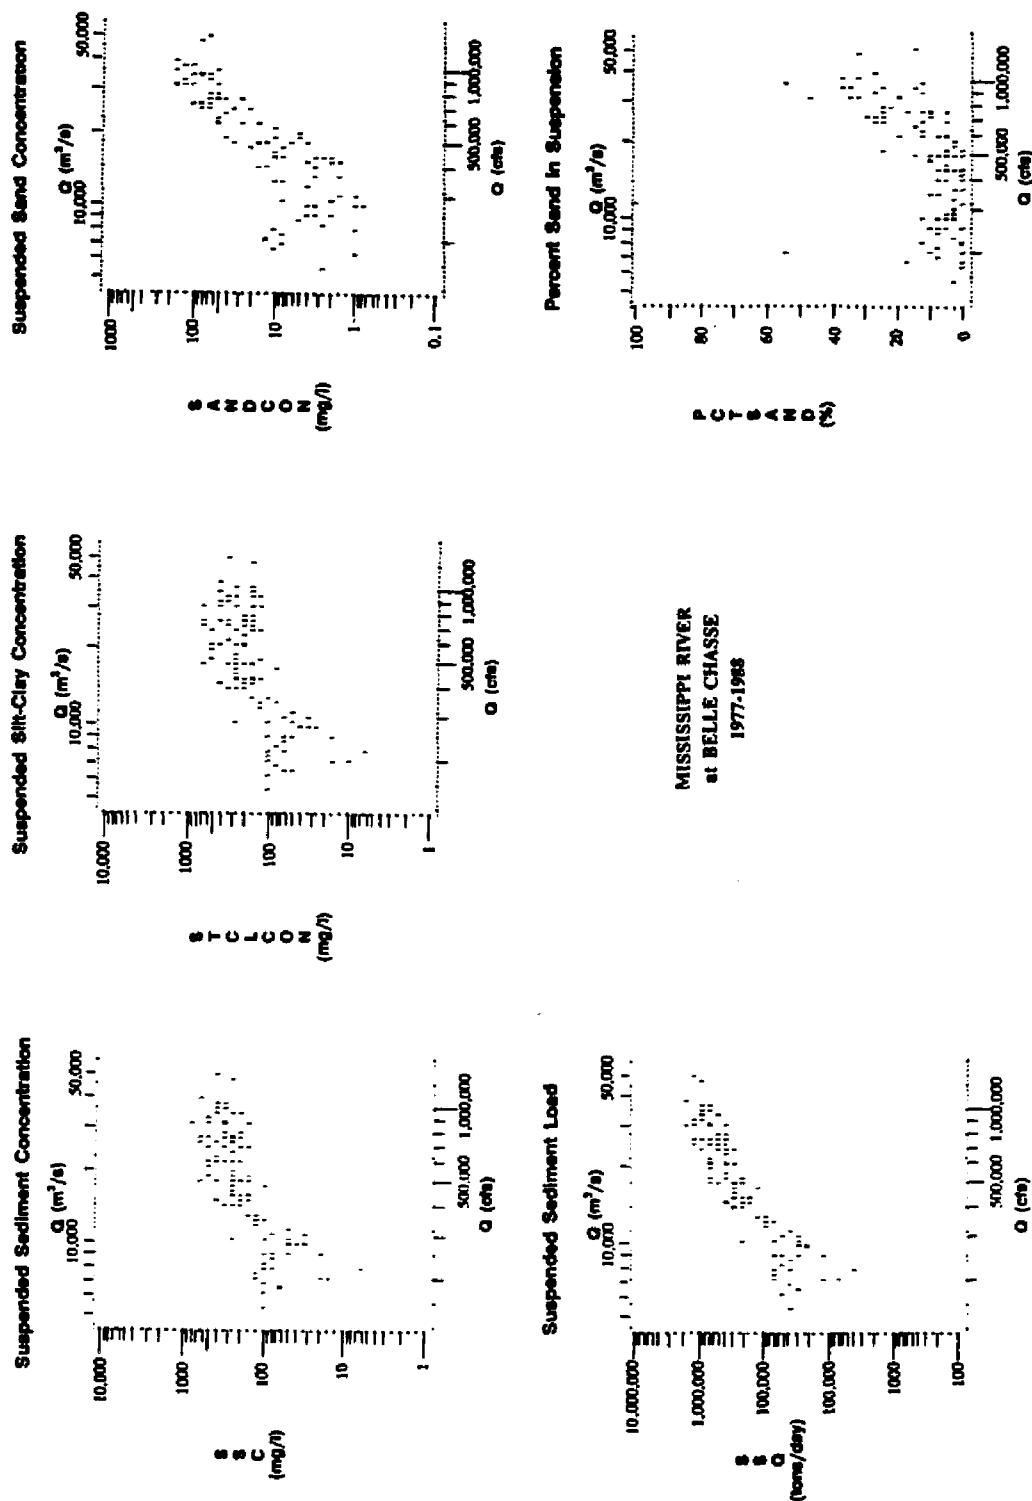 Suspended Sediment Concentration
Q (m³/s)
10,000 50,000
10,000
1000
100
10
1
S
S
C
(mg/l)
500,000 1,000,000
Q (cfs)
Suspended Silt-Clay Concentration
Q (m³/s)
10,000 50,000
10,000
1000
100
10
1
S
T
C
L
C
O
N
(mg/l)
500,000 1,000,000
Q (cfs)
Suspended Sand Concentration
Q (m³/s)
10,000 50,000
1000
100
10
1
0.1
S
A
N
D
C
O
N
(mg/l)
500,000 1,000,000
Q (cfs)
Suspended Sediment Load
Q (m³/s)
10,000 50,000
10,000,000
1,000,000
100,000
100,000
1000
100
S
S
Q
(tons/day)
500,000 1,000,000
Q (cfs)
MISSISSIPPI RIVER
at BELLE CHASSE
1977-1988
Percent Sand in Suspension
Q (m³/s)
10,000 50,000
100
80
60
40
20
0
P
C
T
S
A
N
D
(%)
500,000 1,000,000
Q (cfs)